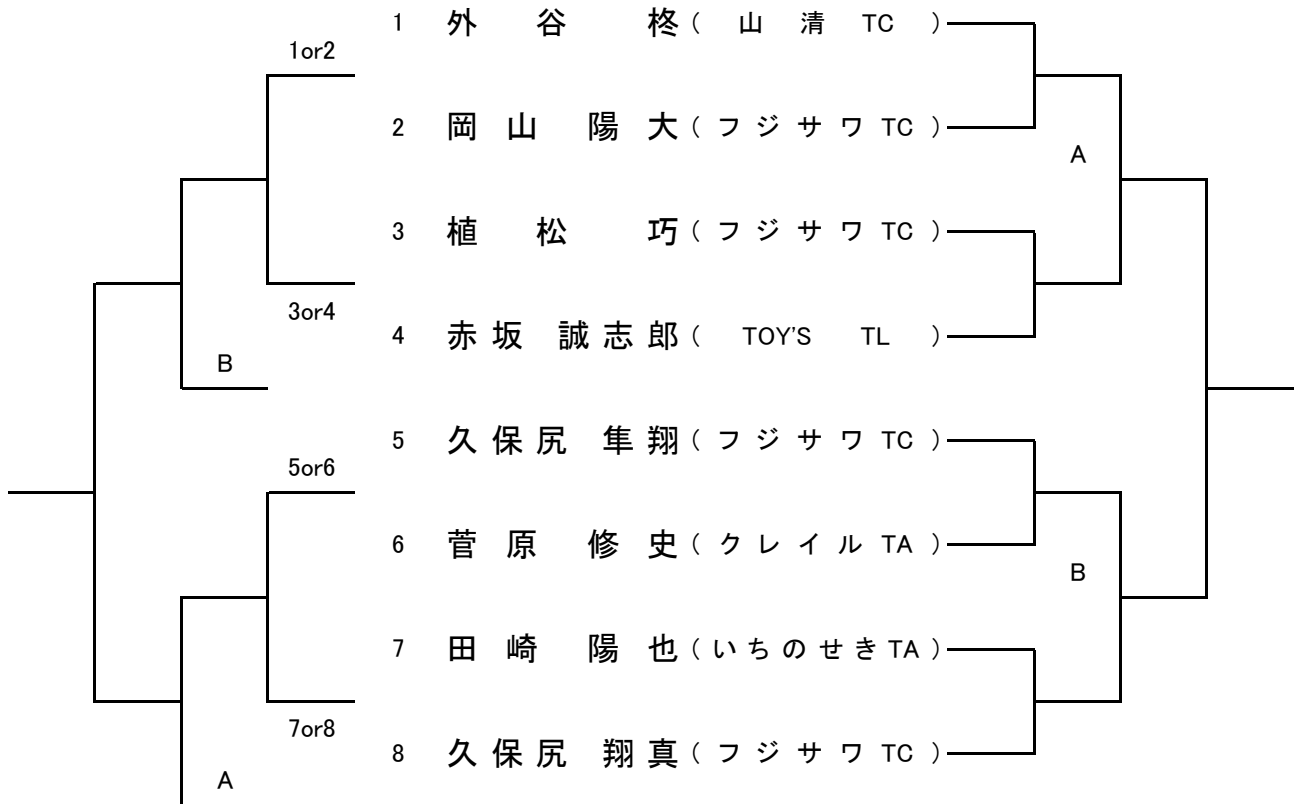 1 外谷 柊 ( 山清 TC )
1or2
2 岡山 陽大 ( フジサワ TC )
A
3 植松 巧 ( フジサワ TC )
3or4
4 赤坂 誠志郎 ( TOY'S TL )
B
5 久保尻 隼翔 ( フジサワ TC )
5or6
6 菅原 修史 ( クレイル TA )
B
7 田崎 陽也 ( いちのせき TA )
7or8
8 久保尻 翔真 ( フジサワ TC )
A